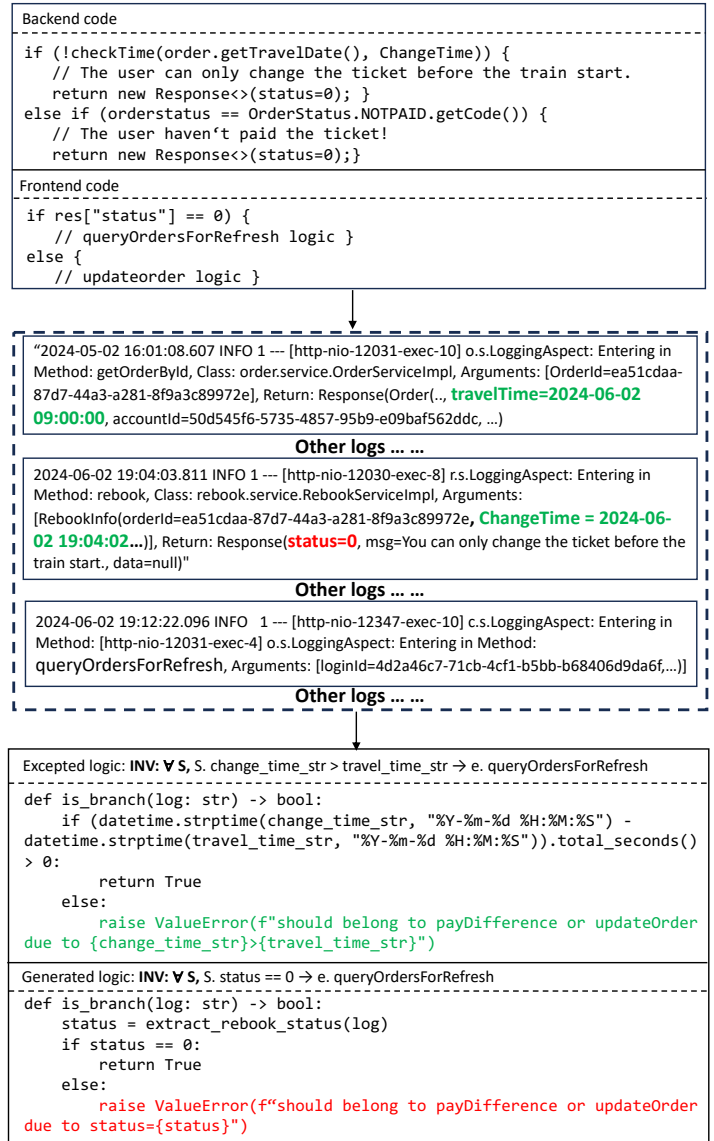 Backend code
if (!checkTime(order.getTravelDate(), ChangeTime)) {
// The user can only change the ticket before the train start.
return new Response<>(status=0); }
else if (orderstatus == OrderStatus.NOTPAID.getCode()) {
// The user haven‘t paid the ticket!
return new Response<>(status=0);}
Frontend code
if res["status"] == 0) {
// queryOrdersForRefresh logic }
else {
// updateorder logic }
“2024-05-02 16:01:08.607 INFO 1 --- [http-nio-12031-exec-10] o.s.LoggingAspect: Entering in
Method: getOrderById, Class: order.service.OrderServiceImpl, Arguments: [OrderId=ea51cdaa-
87d7-44a3-a281-8f9a3c89972e], Return: Response(Order(.., travelTime=2024-06-02
09:00:00, accountId=50d545f6-5735-4857-95b9-e09baf562ddc, …)
Other logs … …
2024-06-02 19:04:03.811 INFO 1 --- [http-nio-12030-exec-8] r.s.LoggingAspect: Entering in
Method: rebook, Class: rebook.service.RebookServiceImpl, Arguments:
[RebookInfo(orderId=ea51cdaa-87d7-44a3-a281-8f9a3c89972e, ChangeTime = 2024-06-
02 19:04:02…)], Return: Response(status=0, msg=You can only change the ticket before the
train start., data=null)"
Other logs … …
2024-06-02 19:12:22.096 INFO 1 --- [http-nio-12347-exec-10] c.s.LoggingAspect: Entering in
Method: [http-nio-12031-exec-4] o.s.LoggingAspect: Entering in Method:
queryOrdersForRefresh, Arguments: [loginId=4d2a46c7-71cb-4cf1-b5bb-b68406d9da6f,…)]
Other logs … …
Excepted logic: INV: ∀ S, S. change_time_str > travel_time_str → e. queryOrdersForRefresh
def is_branch(log: str) -> bool:
if (datetime.strptime(change_time_str, "%Y-%m-%d %H:%M:%S") -
datetime.strptime(travel_time_str, "%Y-%m-%d %H:%M:%S")).total_seconds()
> 0:
return True
else:
raise ValueError(f"should belong to payDifference or updateOrder
due to {change_time_str}>{travel_time_str}")
Generated logic: INV: ∀ S, S. status == 0 → e. queryOrdersForRefresh
def is_branch(log: str) -> bool:
status = extract_rebook_status(log)
if status == 0:
return True
else:
raise ValueError(f“should belong to payDifference or updateOrder
due to status={status}")